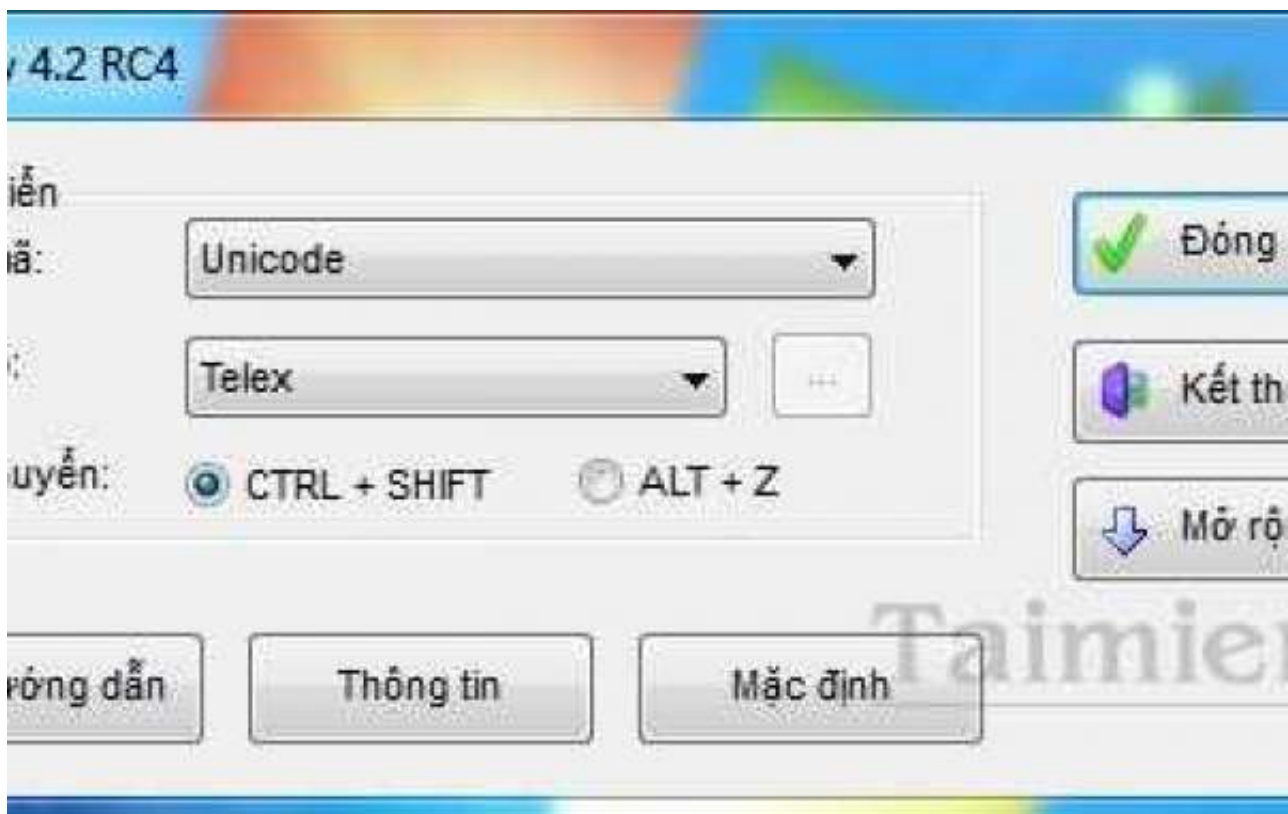 4.2 RC4
iển
ã:
Unicode
Đóng
Telex
...
Kết th
uyển:
CTRL + SHIFT
ALT + Z
Mở rộ
Taimie
ướng dẫn
Thông tin
Mặc định